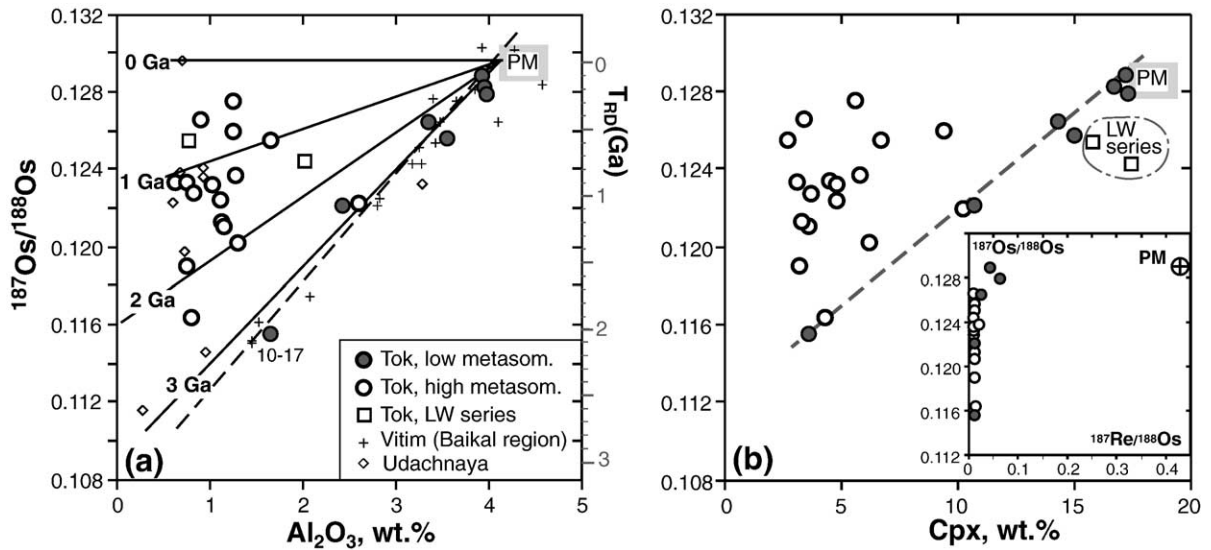 0.132
0.128
0.124
0.120
0.116
0.112
0.108
¹⁸⁷Os/¹⁸⁸Os
0 Ga
1 Ga
2 Ga
3 Ga
PM
10-17
Tok, low metasom.
Tok, high metasom.
Tok, LW series
Vitim (Baikal region)
Udachnaya
(a)
0 1 2 3 4 5
Al₂O₃, wt.%
0
1
2
3
T_RD(Ga)
0.132
0.128
0.124
0.120
0.116
0.112
0.108
PM
LW
series
(b)
0 5 10 15 20
Cpx, wt.%
¹⁸⁷Os/¹⁸⁸Os
PM
0.128
0.124
0.120
0.116
0.112
¹⁸⁷Re/¹⁸⁸Os
0 0.1 0.2 0.3 0.4